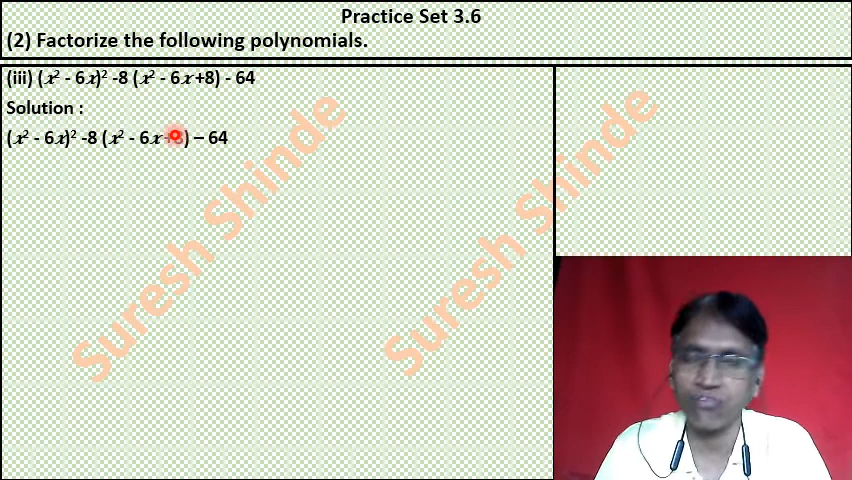 Practice Set 3.6
(2) Factorize the following polynomials.
(iii) (x² - 6x)² -8 (x² - 6x +8) - 64
Solution :
(x² - 6x)² -8 (x² - 6x +8) – 64
Suresh Shinde
Suresh Shinde